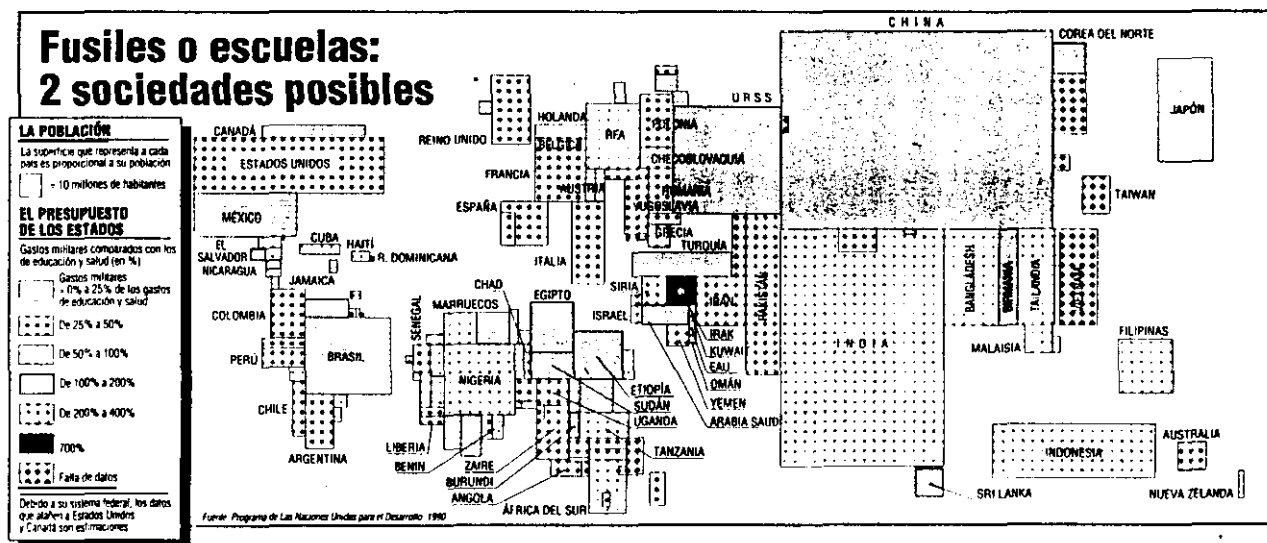 Fusiles o escuelas:
2 sociedades posibles
LA POBLACIÓN
La superficie que representa a cada
país es proporcional a su población
= 10 millones de habitantes
EL PRESUPUESTO
DE LOS ESTADOS
Gastos militares comparados con los
de educación y salud (en %)
Gastos militares
= 0% a 25% de los gastos
de educación y salud
De 25% a 50%
De 50% a 100%
De 100% a 200%
De 200% a 400%
700%
Falta de datos
Debido a su sistema federal, los datos
que atañen a Estados Unidos
y Canadá son estimaciones
CANADÁ
ESTADOS UNIDOS
MÉXICO
EL
SALVADOR
NICARAGUA
CUBA
HAITÍ
R. DOMINICANA
JAMAICA
COLOMBIA
PERÚ
BRASIL
CHILE
ARGENTINA
REINO UNIDO
HOLANDA
BÉLGICA
RFA
POLONIA
URSS
CHECOSLOVAQUIA
FRANCIA
AUSTRIA
RUMANIA
YUGOSLAVIA
ESPAÑA
GRECIA
ITALIA
TURQUÍA
CHAD
SIRIA
ISRAEL
IRAK
KUWAI
EAU
OMÁN
YEMEN
ARABIA SAUDI
PAKISTÁN
SENEGAL
MARRUECOS
EGIPTO
NIGERIA
ETIOPÍA
SUDÁN
UGANDA
LIBERIA
BENIN
ZAIRE
BURUNDI
ANGOLA
TANZANIA
ÁFRICA DEL SUR
CHINA
COREA DEL NORTE
JAPÓN
TAIWAN
INDIA
BANGLADESH
BIRMANIA
TAILANDIA
MALAISIA
FILIPINAS
INDONESIA
AUSTRALIA
SRI LANKA
NUEVA ZELANDA
Fuente: Programa de Las Naciones Unidas para el Desarrollo 1990